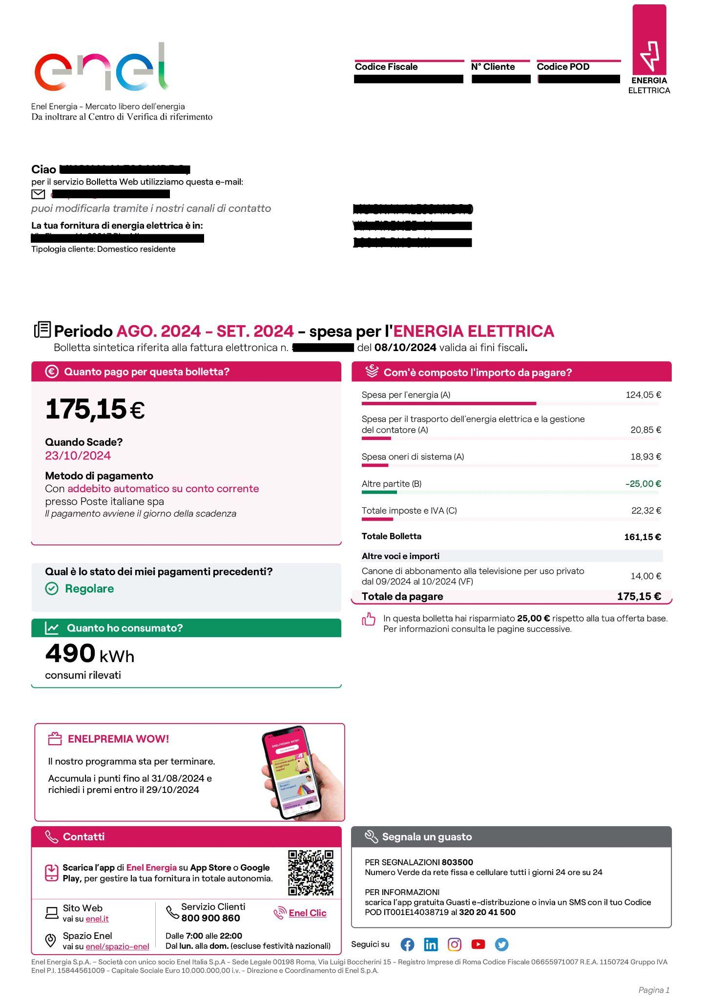 enel
ENERGIA
ELETTRICA
Codice Fiscale
N° Cliente
Codice POD
Enel Energia - Mercato libero dell'energia
Da inoltrare al Centro di Verifica di riferimento
Ciao
per il servizio Bolletta Web utilizziamo questa e-mail:
puoi modificarla tramite i nostri canali di contatto
La tua fornitura di energia elettrica è in:
Tipologia cliente: Domestico residente
Periodo AGO. 2024 - SET. 2024 - spesa per l'ENERGIA ELETTRICA
Bolletta sintetica riferita alla fattura elettronica n. del 08/10/2024 valida ai fini fiscali.
Quanto pago per questa bolletta?
175,15 €
Quando Scade?
23/10/2024
Metodo di pagamento
Con addebito automatico su conto corrente
presso Poste italiane spa
Il pagamento avviene il giorno della scadenza
Qual è lo stato dei miei pagamenti precedenti?
Regolare
Quanto ho consumato?
490 kWh
consumi rilevati
Com'è composto l'importo da pagare?
Spesa per l'energia (A) 124,05 €
Spesa per il trasporto dell'energia elettrica e la gestione
del contatore (A) 20,85 €
Spesa oneri di sistema (A) 18,93 €
Altre partite (B) -25,00 €
Totale imposte e IVA (C) 22,32 €
Totale Bolletta 161,15 €
Altre voci e importi
Canone di abbonamento alla televisione per uso privato
dal 09/2024 al 10/2024 (VF) 14,00 €
Totale da pagare 175,15 €
In questa bolletta hai risparmiato 25,00 € rispetto alla tua offerta base.
Per informazioni consulta le pagine successive.
ENELPREMIA WOW!
Il nostro programma sta per terminare.
Accumula i punti fino al 31/08/2024 e
richiedi i premi entro il 29/10/2024
ENELPREMIA WOW!
Contatti
Scarica l'app di Enel Energia su App Store o Google
Play, per gestire la tua fornitura in totale autonomia.
Sito Web
vai su enel.it
Spazio Enel
vai su enel/spazio-enel
Servizio Clienti
800 900 860
Enel Clic
Dalle 7:00 alle 22:00
Dal lun. alla dom. (escluse festività nazionali)
Segnala un guasto
PER SEGNALAZIONI 803500
Numero Verde da rete fissa e cellulare tutti i giorni 24 ore su 24
PER INFORMAZIONI
scarica l'app gratuita Guasti e-distribuzione o invia un SMS con il tuo Codice
POD IT001E14038719 al 320 20 41 500
Seguici su
Enel Energia S.p.A. – Società con unico socio Enel Italia S.p.A - Sede Legale 00198 Roma, Via Luigi Boccherini 15 - Registro Imprese di Roma Codice Fiscale 06655971007 R.E.A. 1150724 Gruppo IVA
Enel P.I. 15844561009 - Capitale Sociale Euro 10.000.000,00 i.v. - Direzione e Coordinamento di Enel S.p.A.
Pagina 1